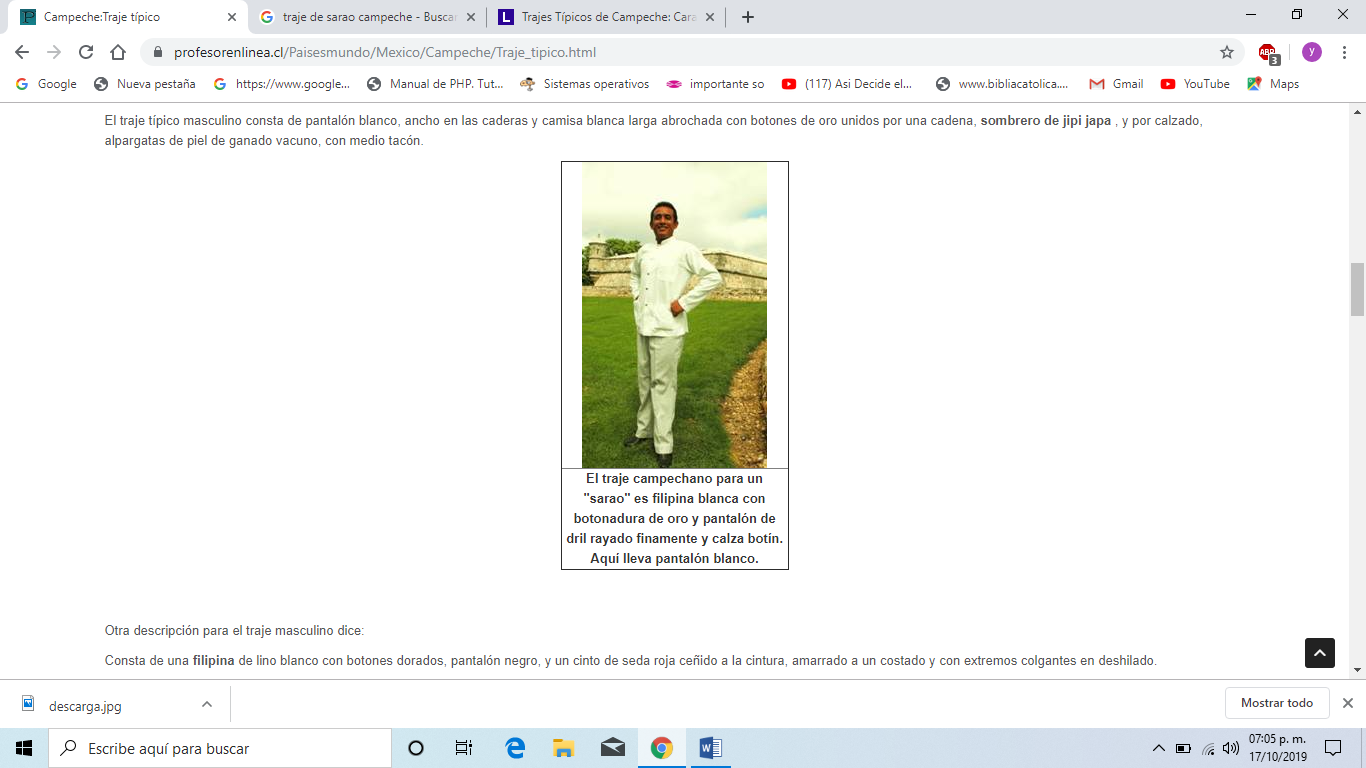 Campeche:Traje típico
traje de sarao campeche - Buscar
Trajes Típicos de Campeche: Cara
profesorenlinea.cl/Paisesmundo/Mexico/Campeche/Traje_tipico.html
ABP
3
y
Google
Nueva pestaña
https://www.google...
Manual de PHP. Tut...
Sistemas operativos
importante so
(117) Asi Decide el...
www.bibliacatolica....
Gmail
YouTube
Maps
El traje típico masculino consta de pantalón blanco, ancho en las caderas y camisa blanca larga abrochada con botones de oro unidos por una cadena, sombrero de jipi japa , y por calzado,
alpargatas de piel de ganado vacuno, con medio tacón.
El traje campechano para un
"sarao" es filipina blanca con
botonadura de oro y pantalón de
dril rayado finamente y calza botín.
Aquí lleva pantalón blanco.
Otra descripción para el traje masculino dice:
Consta de una filipina de lino blanco con botones dorados, pantalón negro, y un cinto de seda roja ceñido a la cintura, amarrado a un costado y con extremos colgantes en deshilado.
descarga.jpg
Mostrar todo
Escribe aquí para buscar
07:05 p. m.
17/10/2019